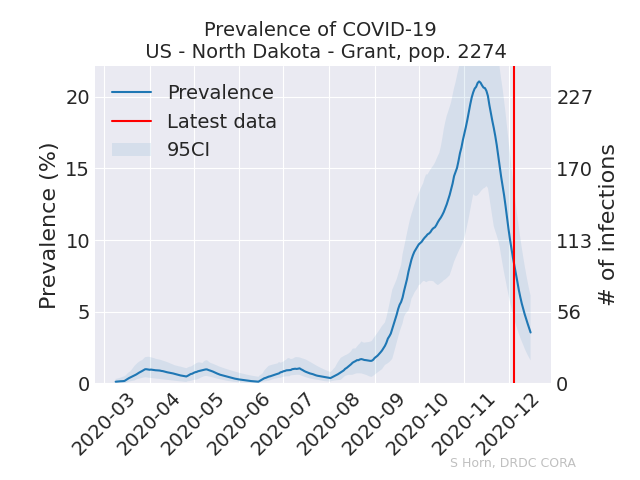 Prevalence of COVID-19
US - North Dakota - Grant, pop. 2274
Prevalence
Latest data
95CI
Prevalence (%)
20
15
10
5
0
227
170
113
56
0
# of infections
2020-03
2020-04
2020-05
2020-06
2020-07
2020-08
2020-09
2020-10
2020-11
2020-12
S Horn, DRDC CORA